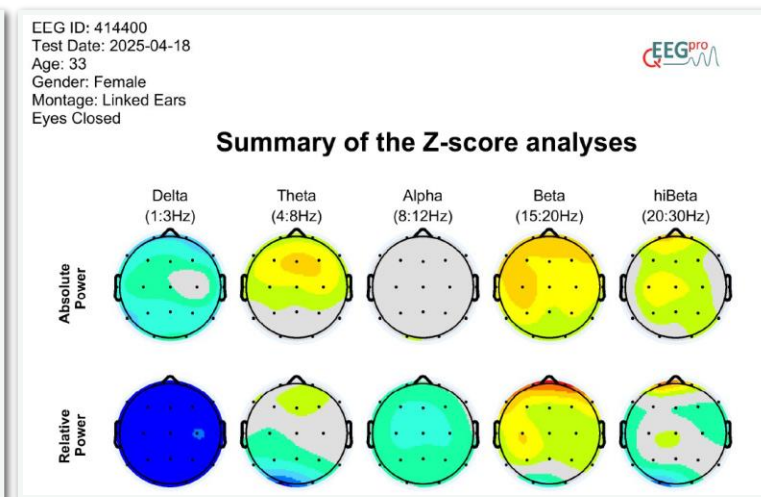 EEG ID: 414400
Test Date: 2025-04-18
Age: 33
Gender: Female
Montage: Linked Ears
Eyes Closed
QEEGpro
Summary of the Z-score analyses
Delta Theta Alpha Beta hiBeta
(1:3Hz) (4:8Hz) (8:12Hz) (15:20Hz) (20:30Hz)
Absolute
Power
Relative
Power